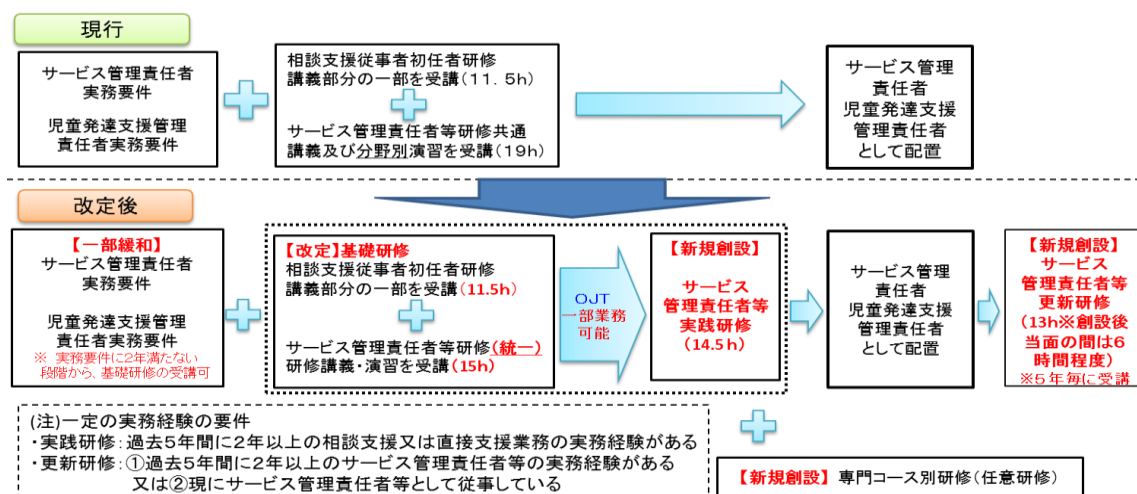 現行
サービス管理責任者
実務要件
児童発達支援管理
責任者実務要件
相談支援従事者初任者研修
講義部分の一部を受講(11.5h)
サービス管理責任者等研修共通
講義及び分野別演習を受講(19h)
サービス管理
責任者
児童発達支援
管理責任者
として配置
改定後
【一部緩和】
サービス管理責任者
実務要件
児童発達支援管理
責任者実務要件
※ 実務要件に2年満たない
段階から、基礎研修の受講可
【改定】基礎研修
相談支援従事者初任者研修
講義部分の一部を受講(11.5h)
サービス管理責任者等研修(統一)
研修講義・演習を受講(15h)
OJT
一部業務
可能
【新規創設】
サービス
管理責任者等
実践研修
(14.5h)
サービス管理
責任者
児童発達支援
管理責任者
として配置
【新規創設】
サービス
管理責任者等
更新研修
(13h※創設後
当面の間は6
時間程度)
※5年毎に受講
(注)一定の実務経験の要件
・実践研修:過去5年間に2年以上の相談支援又は直接支援業務の実務経験がある
・更新研修:①過去5年間に2年以上のサービス管理責任者等の実務経験がある
又は②現にサービス管理責任者等として従事している
【新規創設】専門コース別研修(任意研修)